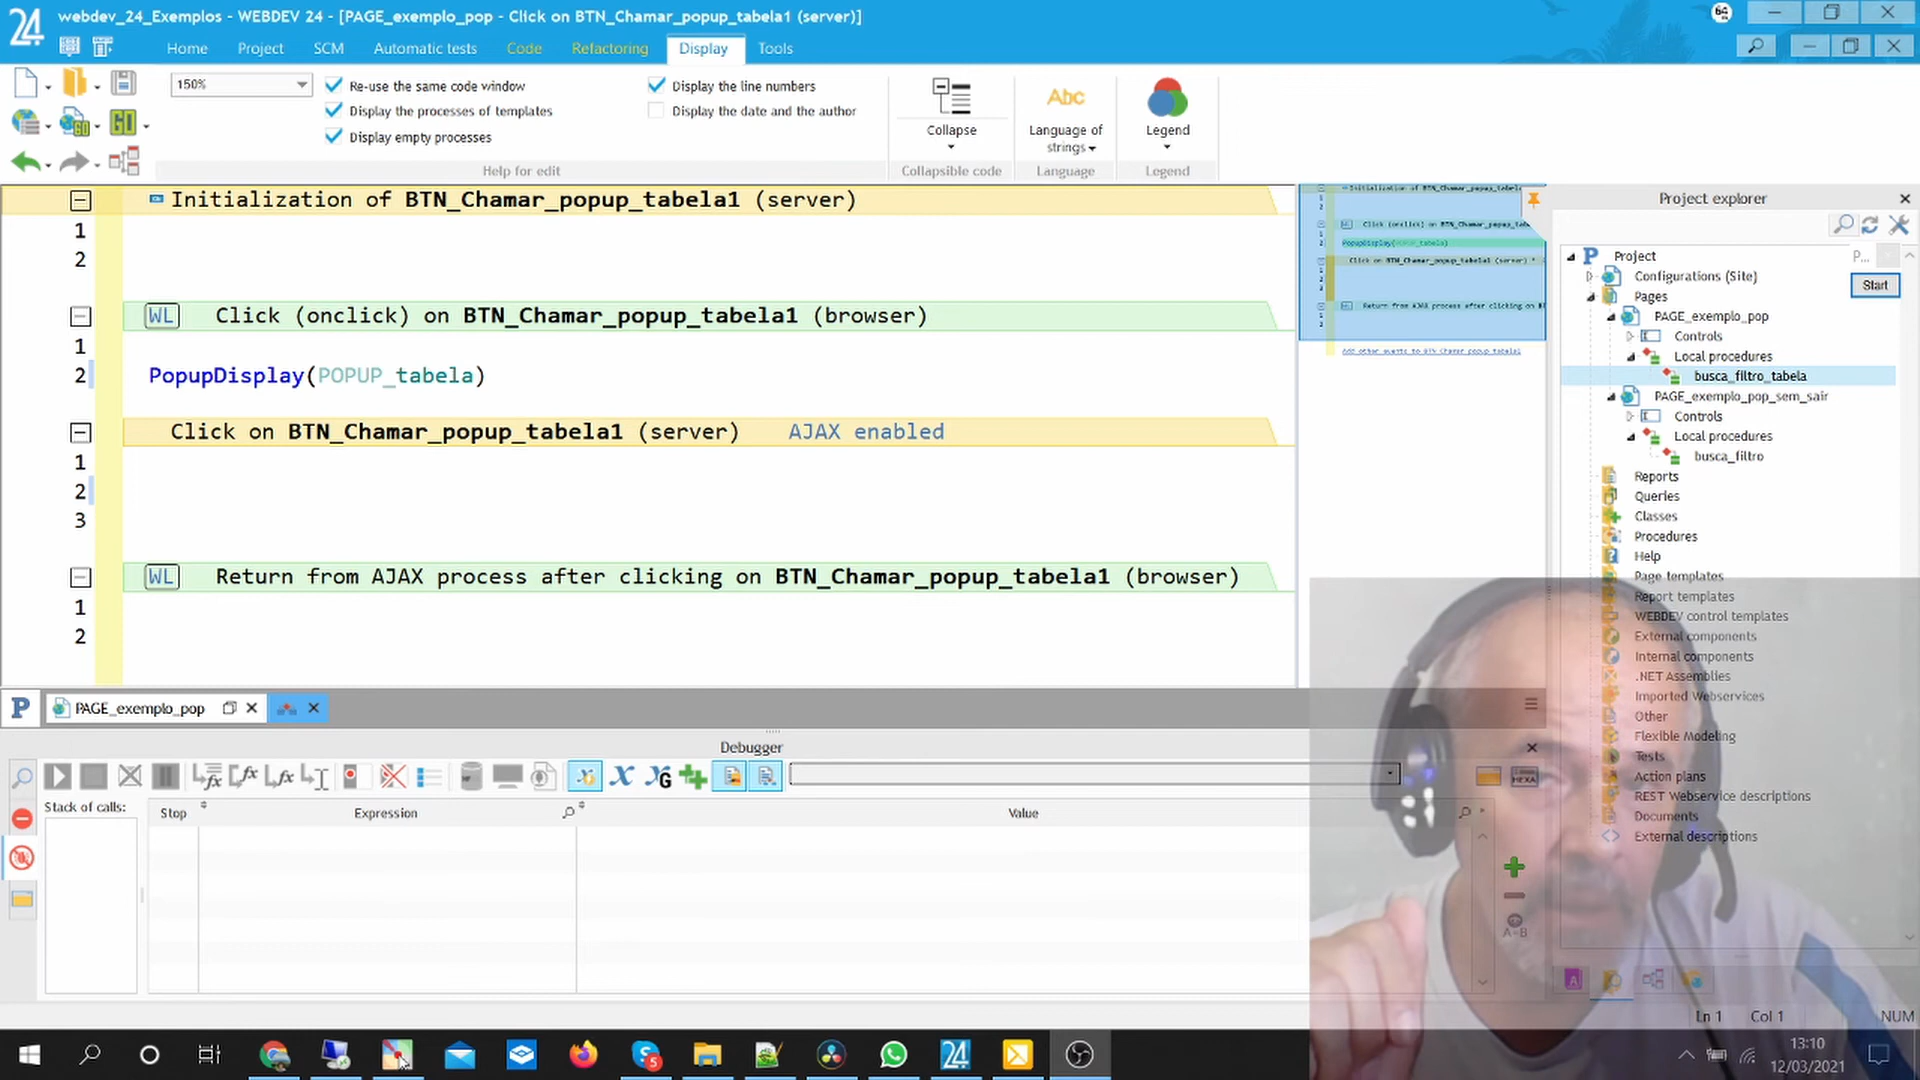 24
webdev_24_Exemplos - WEBDEV 24 - [PAGE_exemplo_pop - Click on BTN_Chamar_popup_tabela1 (server)]
64
Home Project SCM Automatic tests Code Refactoring Display Tools
150%
Re-use the same code window
Display the processes of templates
Display empty processes
Display the line numbers
Display the date and the author
Help for edit
Collapse
Collapsible code
Abc
Language of strings
Language
Legend
Legend
GO
GO
Initialization of BTN_Chamar_popup_tabela1 (server)
1
2
WL Click (onclick) on BTN_Chamar_popup_tabela1 (browser)
1
2 PopupDisplay(POPUP_tabela)
Click on BTN_Chamar_popup_tabela1 (server) AJAX enabled
1
2
3
WL Return from AJAX process after clicking on BTN_Chamar_popup_tabela1 (browser)
1
2
Project explorer
Project
P...
Configurations (Site)
Start
Pages
PAGE_exemplo_pop
Controls
Local procedures
busca_filtro_tabela
PAGE_exemplo_pop_sem_sair
Controls
Local procedures
busca_filtro
Reports
Queries
Classes
Procedures
Help
Page templates
Report templates
WEBDEV control templates
External components
Internal components
.NET Assemblies
Imported Webservices
Other
Flexible Modeling
Tests
Action plans
REST Webservice descriptions
Documents
External descriptions
P PAGE_exemplo_pop
Debugger
HEXA
Stack of calls:
Stop Expression Value
A=B
Ln 1 Col 1 NUM
13:10
12/03/2021